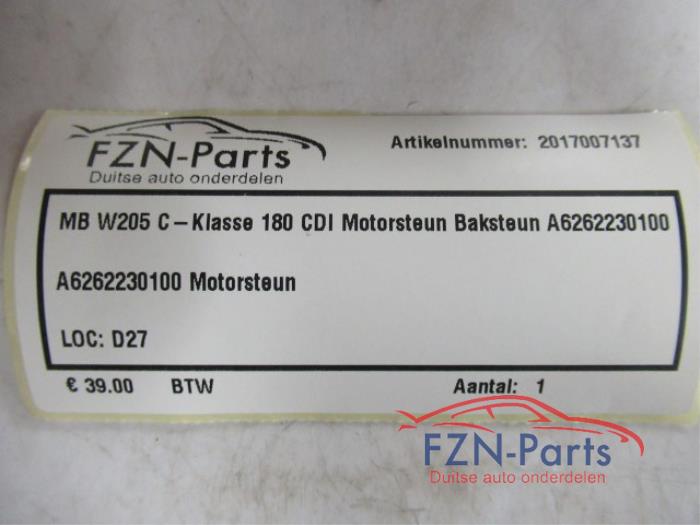 FZN-Parts
Duitse auto onderdelen
Artikelnummer: 2017007137
MB W205 C-Klasse 180 CDI Motorsteun Baksteun A6262230100
A6262230100 Motorsteun
LOC: D27
€ 39.00 BTW Aantal: 1
FZN-Parts
Duitse auto onderdelen